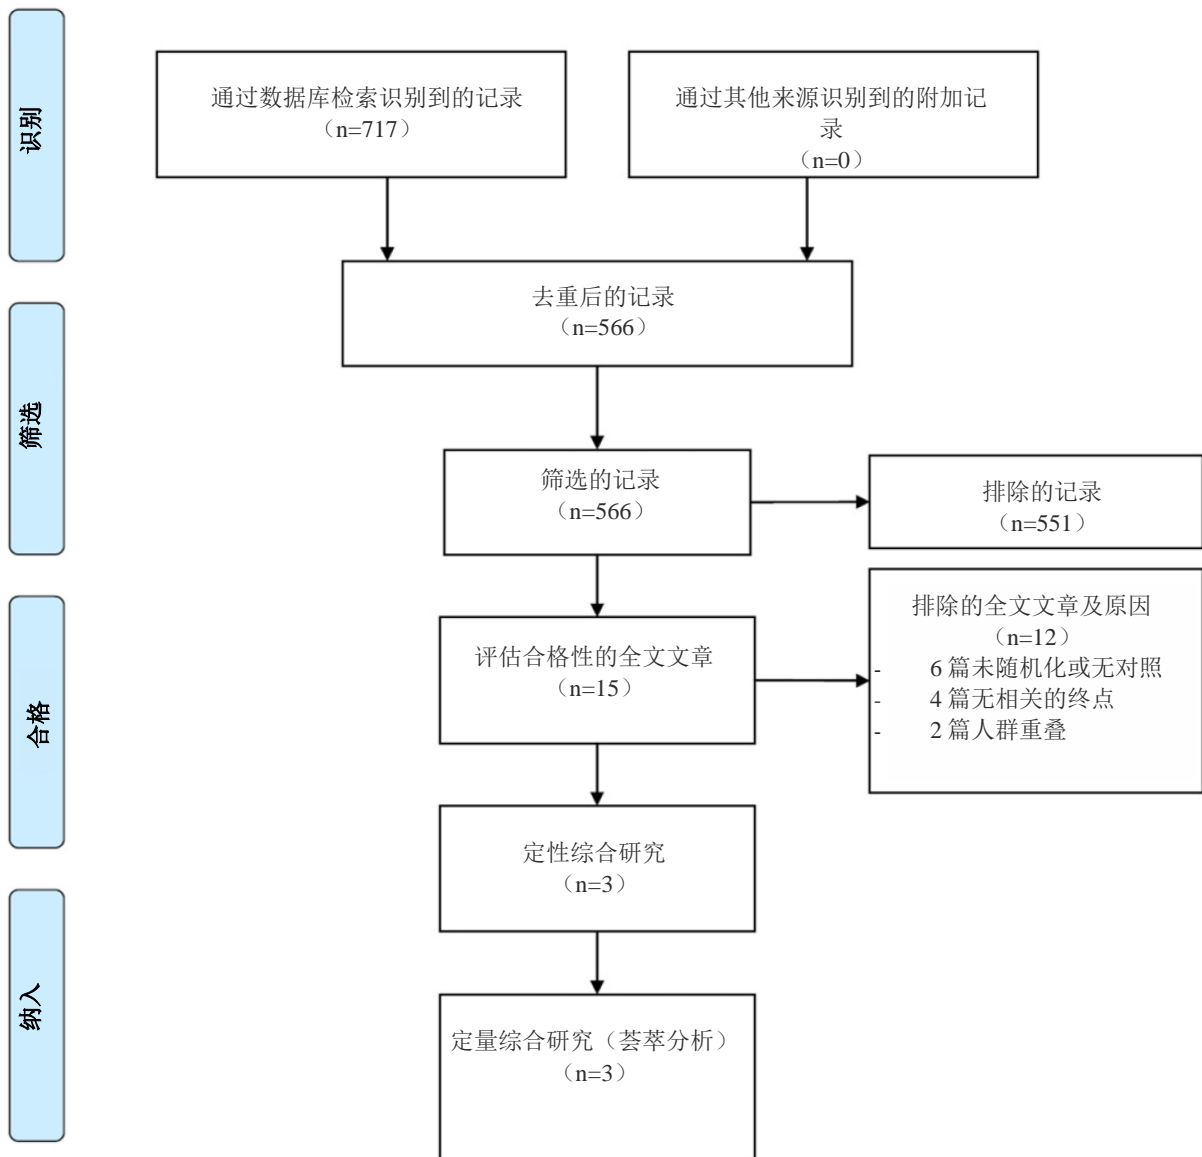 识别
通过数据库检索识别到的记录
（n=717）
通过其他来源识别到的附加记
录
（n=0）
去重后的记录
（n=566）
筛选
筛选的记录
（n=566）
排除的记录
（n=551）
合格
评估合格性的全文文章
（n=15）
排除的全文文章及原因
（n=12）
- 6 篇未随机化或无对照
- 4 篇无相关的终点
- 2 篇人群重叠
定性综合研究
（n=3）
纳入
定量综合研究（荟萃分析）
（n=3）